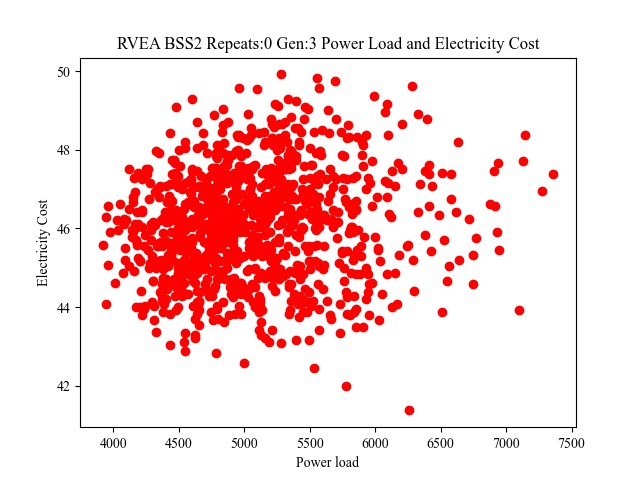 RVEA BSS2 Repeats:0 Gen:3 Power Load and Electricity Cost
50
48
46
44
42
Electricity Cost
4000 4500 5000 5500 6000 6500 7000 7500
Power load